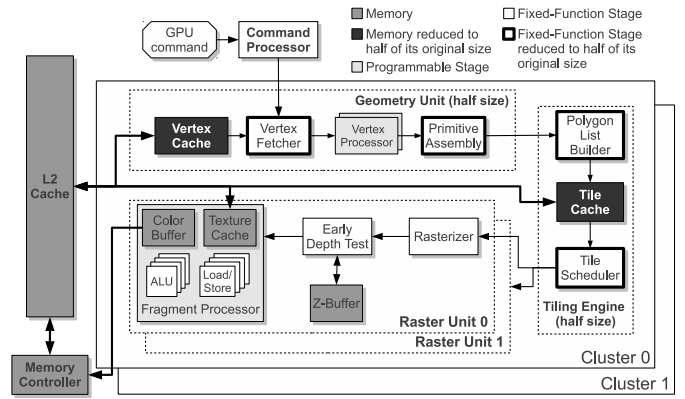 GPU
command
Command
Processor
Memory
Memory reduced to
half of its original size
Programmable Stage
Fixed-Function Stage
Fixed-Function Stage
reduced to half of its
original size
Geometry Unit (half size)
Vertex
Cache
Vertex
Fetcher
Vertex
Processor
Primitive
Assembly
Polygon
List
Builder
L2
Cache
Tile
Cache
Color
Buffer
Texture
Cache
Early
Depth Test
Rasterizer
Tile
Scheduler
ALU
Load/
Store
Fragment Processor
Z-Buffer
Tiling Engine
(half size)
Raster Unit 0
Raster Unit 1
Memory
Controller
Cluster 0
Cluster 1